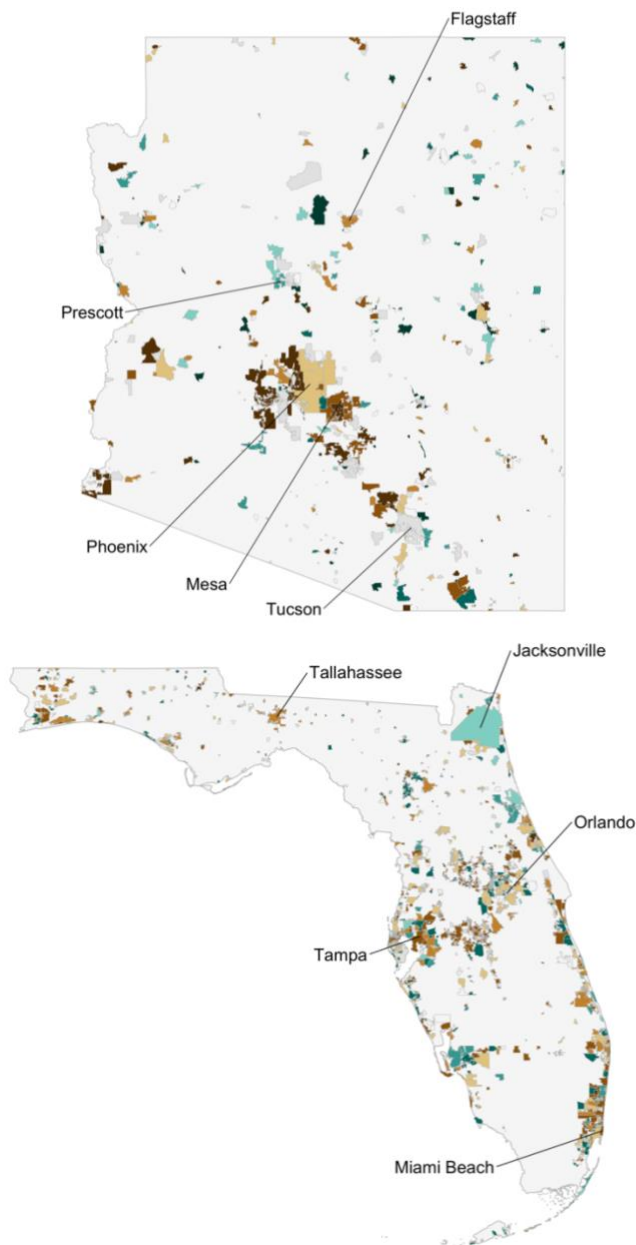 Flagstaff
Prescott
Phoenix
Mesa
Tucson
Jacksonville
Tallahassee
Orlando
Tampa
Miami Beach